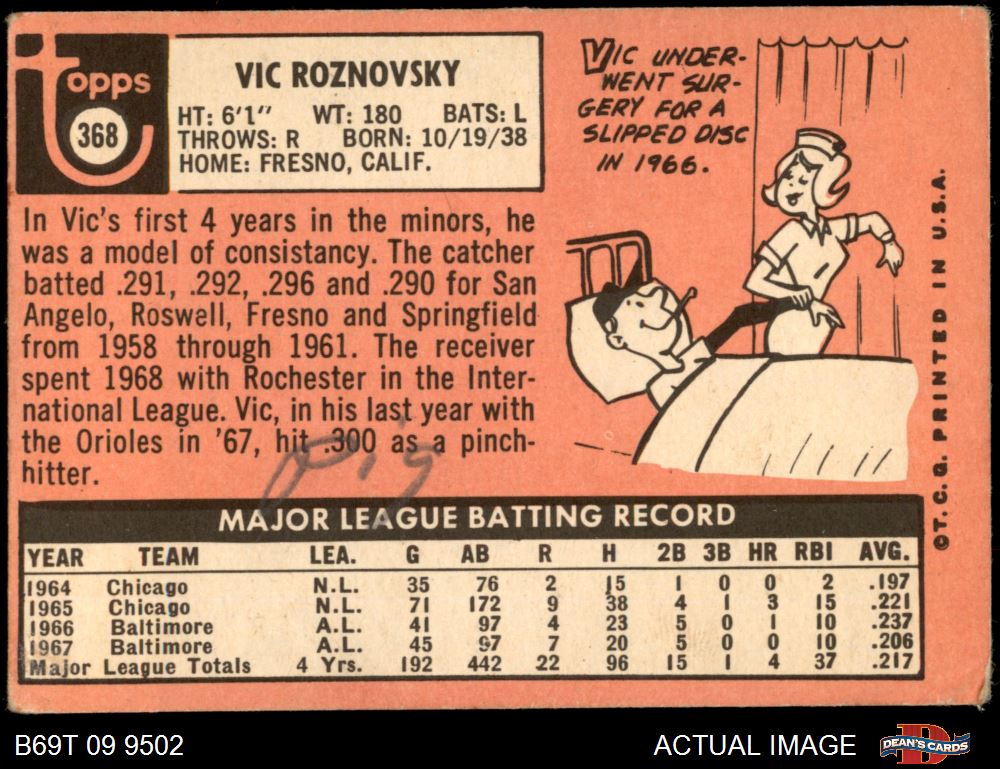 Topps
368
VIC ROZNOVSKY
HT: 6'1" WT: 180 BATS: L
THROWS: R BORN: 10/19/38
HOME: FRESNO, CALIF.
VIC UNDER-
WENT SUR-
GERY FOR A
SLIPPED DISC
IN 1966.
In Vic's first 4 years in the minors, he
was a model of consistancy. The catcher
batted .291, .292, .296 and .290 for San
Angelo, Roswell, Fresno and Springfield
from 1958 through 1961. The receiver
spent 1968 with Rochester in the Inter-
national League. Vic, in his last year with
the Orioles in '67, hit .300 as a pinch-
hitter.
Pig
©T.C.G. PRINTED IN U.S.A.
MAJOR LEAGUE BATTING RECORD
YEAR TEAM LEA. G AB R H 2B 3B HR RBI AVG.
1964 Chicago N.L. 35 76 2 15 1 0 0 2 .197
1965 Chicago N.L. 71 172 9 38 4 1 3 15 .221
1966 Baltimore A.L. 41 97 4 23 5 0 1 10 .237
1967 Baltimore A.L. 45 97 7 20 5 0 0 10 .206
Major League Totals 4 Yrs. 192 442 22 96 15 1 4 37 .217
B69T 09 9502
ACTUAL IMAGE
DEAN'S CARDS